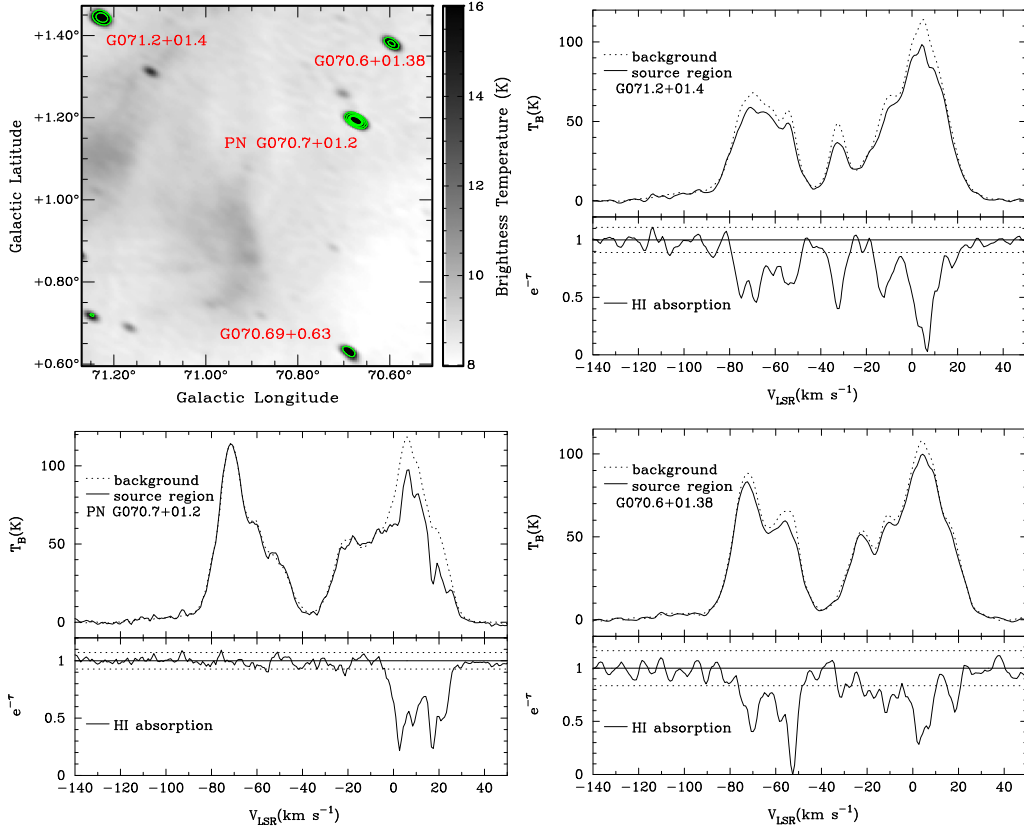 G071.2+01.4
G070.6+01.38
PN G070.7+01.2
G070.69+0.63
+1.40°
+1.20°
+1.00°
+0.80°
+0.60°
71.20°
71.00°
70.80°
70.60°
Galactic Latitude
Galactic Longitude
16
14
12
10
8
Brightness Temperature (K)
background
source region
G071.2+01.4
100
50
0
T_B(K)
1
0.5
0
e^-τ
HI absorption
-140 -120 -100 -80 -60 -40 -20 0 20 40
V_LSR(km s^-1)
background
source region
PN G070.7+01.2
100
50
0
T_B(K)
1
0.5
0
e^-τ
HI absorption
-140 -120 -100 -80 -60 -40 -20 0 20 40
V_LSR(km s^-1)
background
source region
G070.6+01.38
100
50
0
T_B(K)
1
0.5
0
e^-τ
HI absorption
-140 -120 -100 -80 -60 -40 -20 0 20 40
V_LSR(km s^-1)